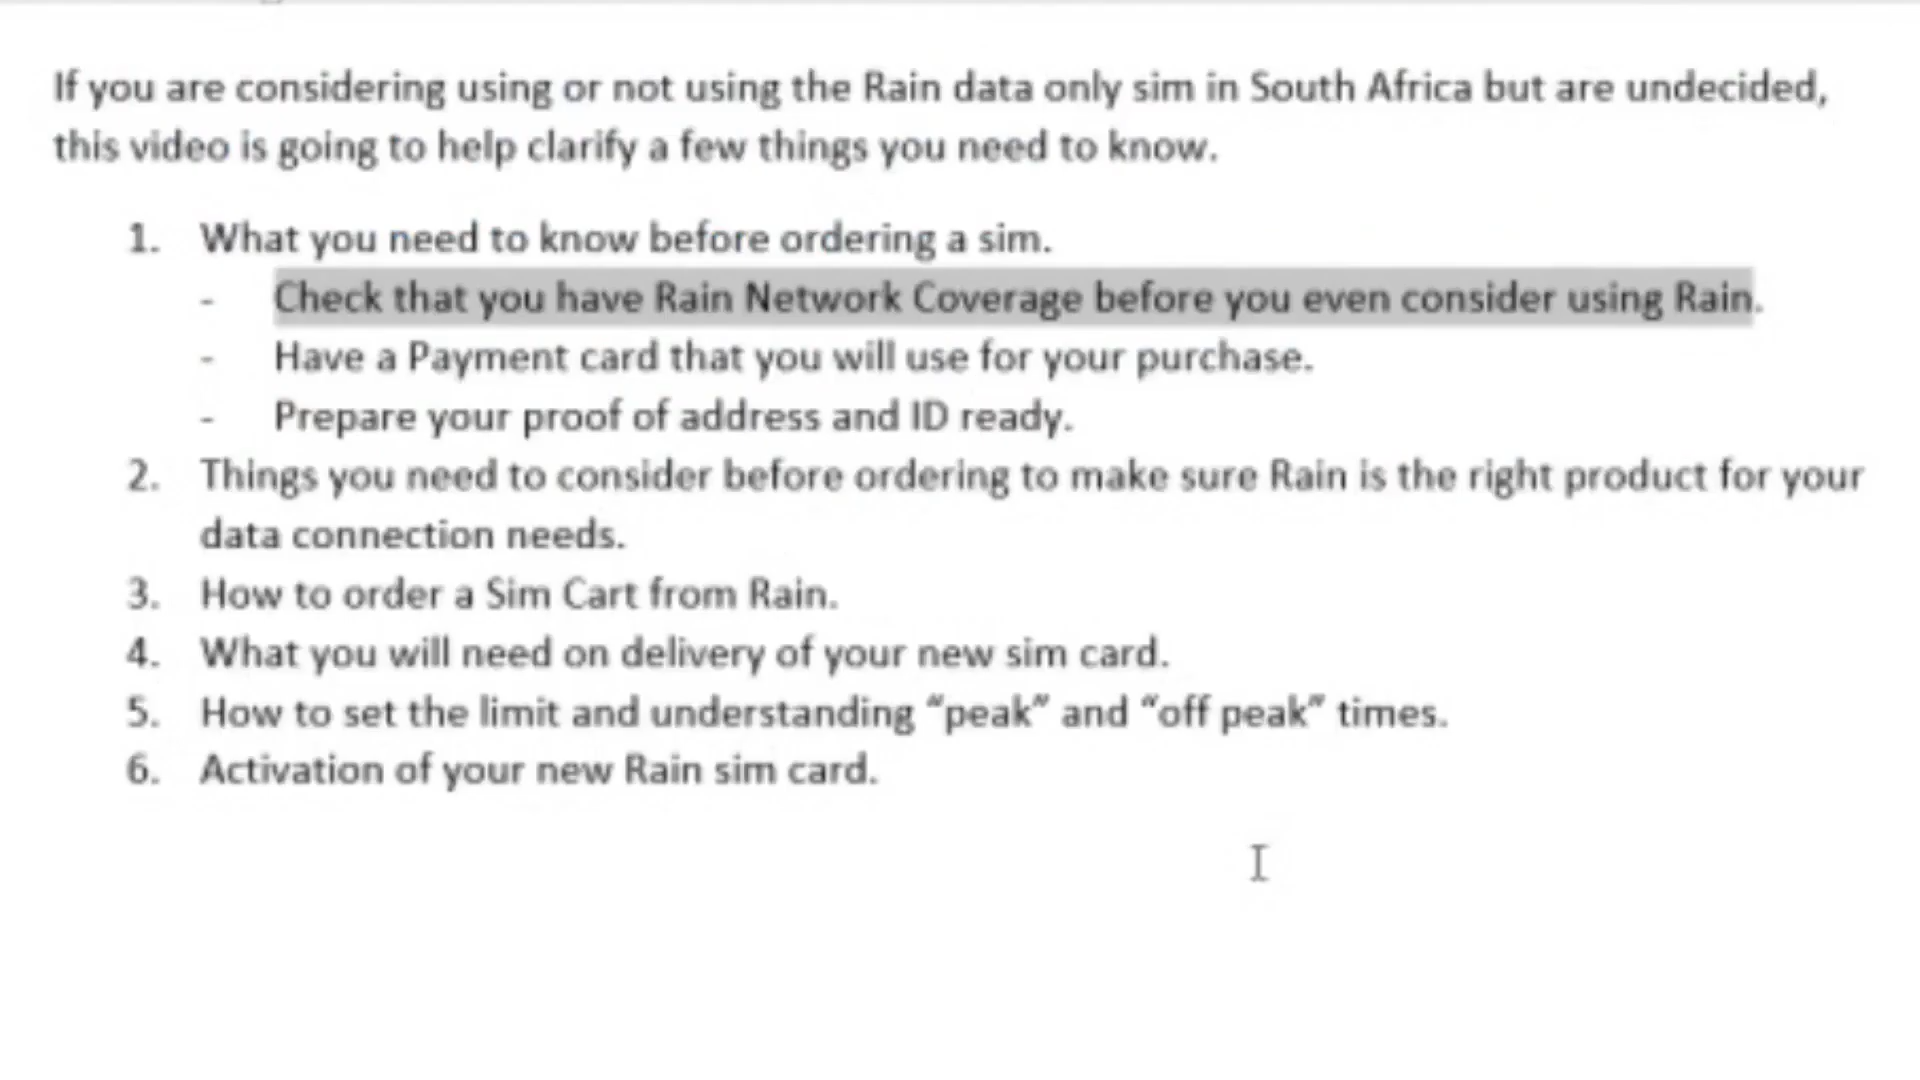 If you are considering using or not using the Rain data only sim in South Africa but are undecided,
this video is going to help clarify a few things you need to know.
1. What you need to know before ordering a sim.
- Check that you have Rain Network Coverage before you even consider using Rain.
- Have a Payment card that you will use for your purchase.
- Prepare your proof of address and ID ready.
2. Things you need to consider before ordering to make sure Rain is the right product for your
data connection needs.
3. How to order a Sim Cart from Rain.
4. What you will need on delivery of your new sim card.
5. How to set the limit and understanding “peak” and “off peak” times.
6. Activation of your new Rain sim card.